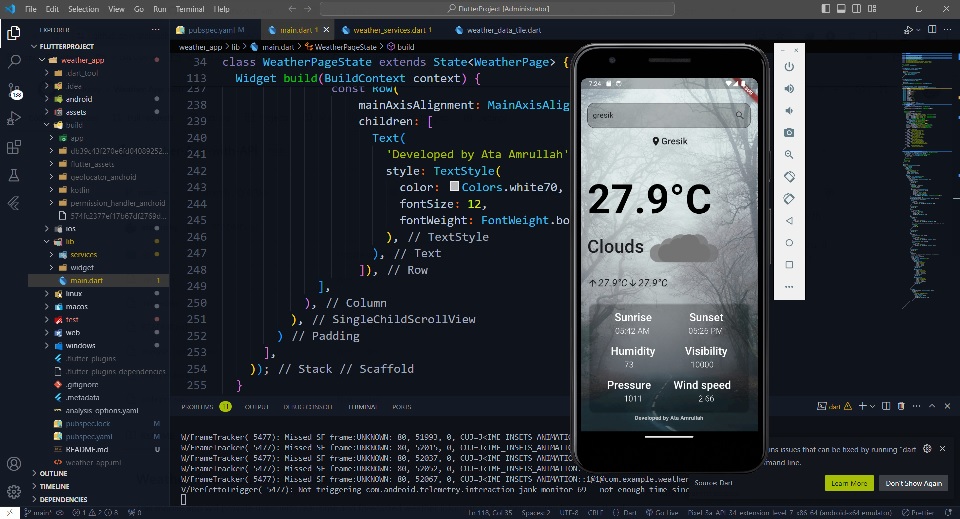 File Edit Selection View Go Run Terminal Help
FlutterProject [Administrator]
EXPLORER
pubspec.yaml M
main.dart 1
weather_services.dart 1
weather_data_tile.dart
weather_app > lib > main.dart > WeatherPageState > build
FLUTTERPROJECT
weather_app
.dart_tool
.idea
android
assets
build
app
flutter_assets
geolocator_android
kotlin
permission_handler_android
ios
lib
services
widget
main.dart 1
linux
macos
test
web
windows
.flutter-plugins
.flutter-plugins-dependencies
.gitignore
.metadata
analysis_options.yaml
pubspec.lock M
pubspec.yaml M
README.md M
weather_app.iml
OUTLINE
TIMELINE
DEPENDENCIES
34 class WeatherPageState extends State<WeatherPage> {
113 Widget build(BuildContext context) {
237 const Row(
238 mainAxisAlignment: MainAxisAlig
239 children: [
240 Text(
241 'Developed by Ata Amrullah'
242 style: TextStyle(
243 color: Colors.white70,
244 fontSize: 12,
245 fontWeight: FontWeight.bo
246 ), // TextStyle
247 ), // Text
248 ]), // Row
249 ],
250 ), // Column
251 ), // SingleChildScrollView
252 ) // Padding
253 ],
254 )); // Stack // Scaffold
255 }
7:24
gresik
Gresik
27.9°C
Clouds
↑27.9°C↓27.9°C
Sunrise Sunset
05:42 AM 05:26 PM
Humidity Visibility
73 10000
Pressure Wind speed
1011 2.66
Developed by Ata Amrullah
PROBLEMS 11 OUTPUT DEBUG CONSOLE TERMINAL PORTS
dart
W/FrameTracker( 5477): Missed SF frame:UNKNOWN: 80, 51993, 0, CUJ=J<IME_INSETS_ANIMATION
W/FrameTracker( 5477): Missed SF frame:UNKNOWN: 80, 52015, 0, CUJ=J<IME_INSETS_ANIMATION
W/FrameTracker( 5477): Missed SF frame:UNKNOWN: 80, 52037, 0, CUJ=J<IME_INSETS_ANIMATION
W/FrameTracker( 5477): Missed SF frame:UNKNOWN: 80, 52052, 0, CUJ=J<IME_INSETS_ANIMATION
W/FrameTracker( 5477): Missed SF frame:UNKNOWN: 80, 52067, 0, CUJ=J<IME_INSETS_ANIMATION::1@1@com.example.weather
V/PerfettoTrigger( 5477): Not triggering com.android.telemetry.interaction-jank-monitor-69 - not enough time sinc
issues that can be fixed by running "dart
mand line.
Source: Dart
Learn More
Don't Show Again
main*
Ln 118, Col 35 Spaces: 2 UTF-8 CRLF Dart Go Live Pixel 3a API 34 extension level 7 x86 64 (android-x64 emulator) Prettier